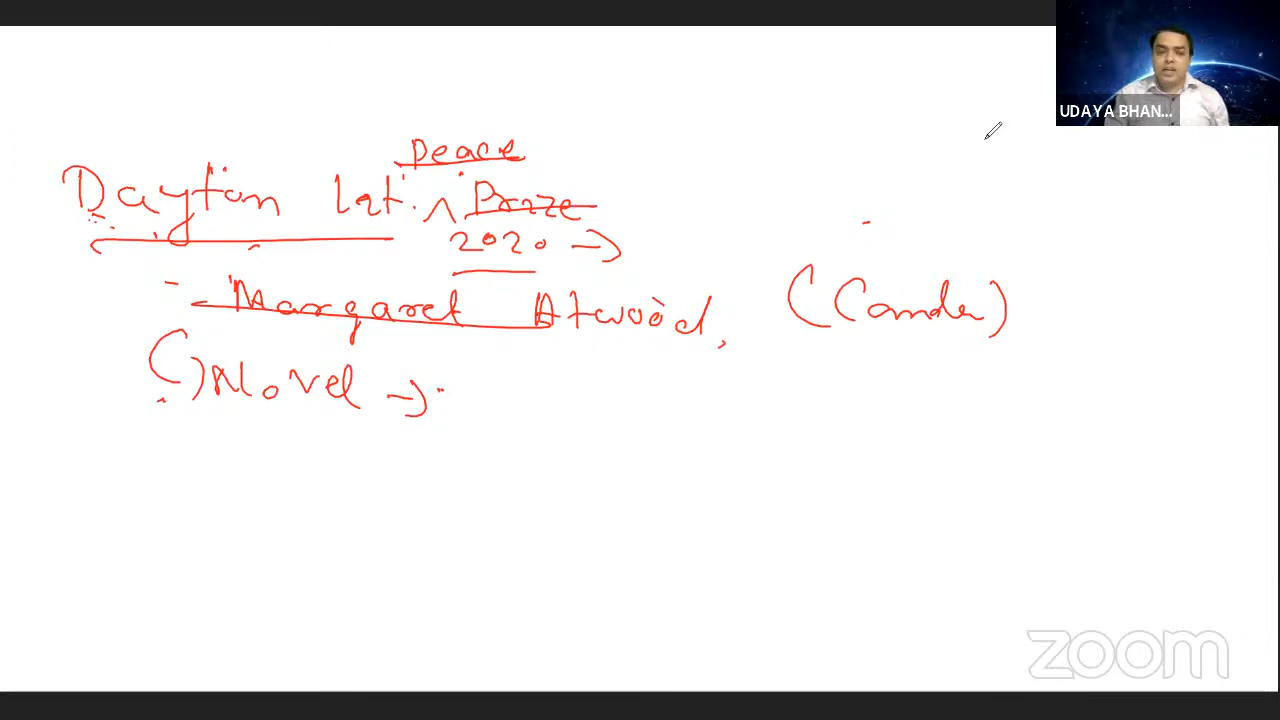 UDAYA BHAN...
Peace
Dayton Lit. ^ Prize
2020 →
- Margaret Atwood, (Canada)
() Novel →
zoom